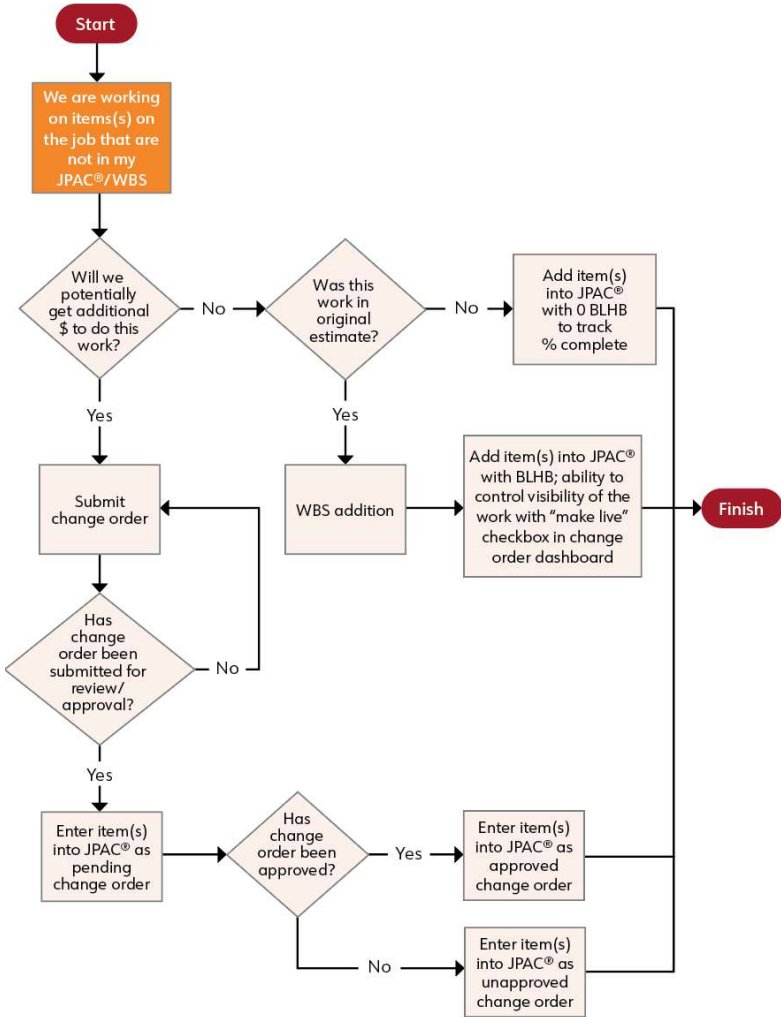 Start
We are working
on items(s) on
the job that are
not in my
JPAC®/WBS
Will we
potentially
get additional
$ to do this
work?
No
Was this
work in
original
estimate?
No
Add item(s)
into JPAC®
with 0 BLHB
to track
% complete
Yes
Yes
Submit
change order
WBS addition
Add item(s) into JPAC®
with BLHB; ability to
control visibility of the
work with “make live”
checkbox in change
order dashboard
Finish
Has
change
order been
submitted for
review/
approval?
No
Yes
Enter item(s)
into JPAC® as
pending
change order
Has
change
order been
approved?
Yes
Enter item(s)
into JPAC® as
approved
change order
No
Enter item(s)
into JPAC® as
unapproved
change order